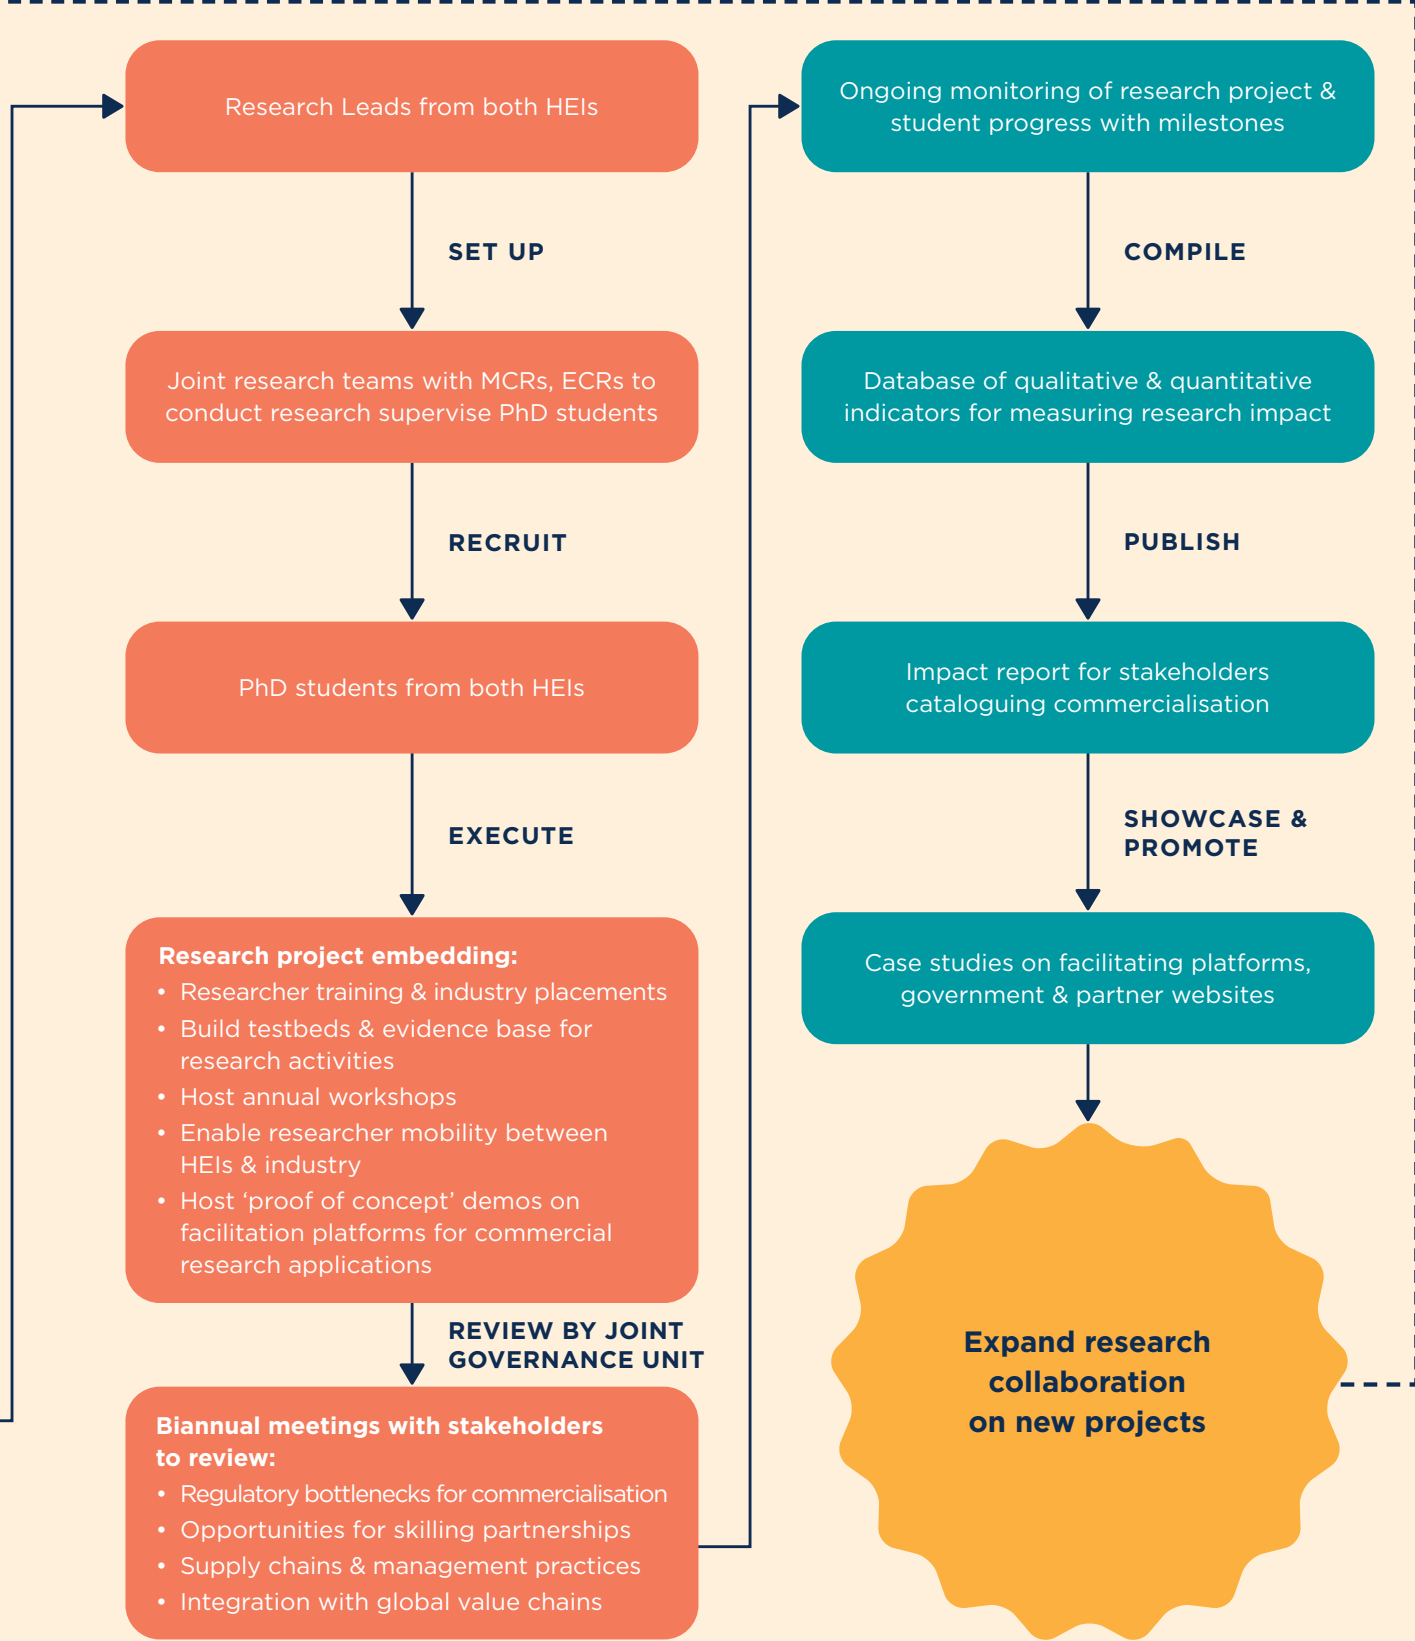 Research Leads from both HEIs
SET UP
Joint research teams with MCRs, ECRs to
conduct research supervise PhD students
RECRUIT
PhD students from both HEIs
EXECUTE
Research project embedding:
• Researcher training & industry placements
• Build testbeds & evidence base for
research activities
• Host annual workshops
• Enable researcher mobility between
HEIs & industry
• Host ‘proof of concept’ demos on
facilitation platforms for commercial
research applications
REVIEW BY JOINT
GOVERNANCE UNIT
Biannual meetings with stakeholders
to review:
• Regulatory bottlenecks for commercialisation
• Opportunities for skilling partnerships
• Supply chains & management practices
• Integration with global value chains
Ongoing monitoring of research project &
student progress with milestones
COMPILE
Database of qualitative & quantitative
indicators for measuring research impact
PUBLISH
Impact report for stakeholders
cataloguing commercialisation
SHOWCASE &
PROMOTE
Case studies on facilitating platforms,
government & partner websites
Expand research
collaboration
on new projects